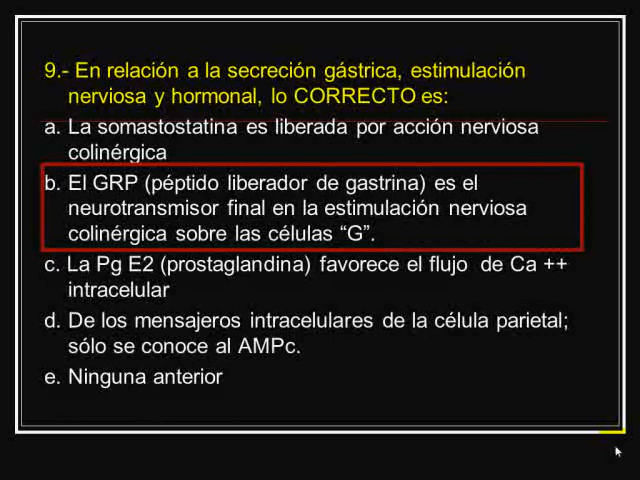 9.- En relación a la secreción gástrica, estimulación
nerviosa y hormonal, lo CORRECTO es:
a. La somastostatina es liberada por acción nerviosa
colinérgica
b. El GRP (péptido liberador de gastrina) es el
neurotransmisor final en la estimulación nerviosa
colinérgica sobre las células “G”.
c. La Pg E2 (prostaglandina) favorece el flujo de Ca ++
intracelular
d. De los mensajeros intracelulares de la célula parietal;
sólo se conoce al AMPc.
e. Ninguna anterior